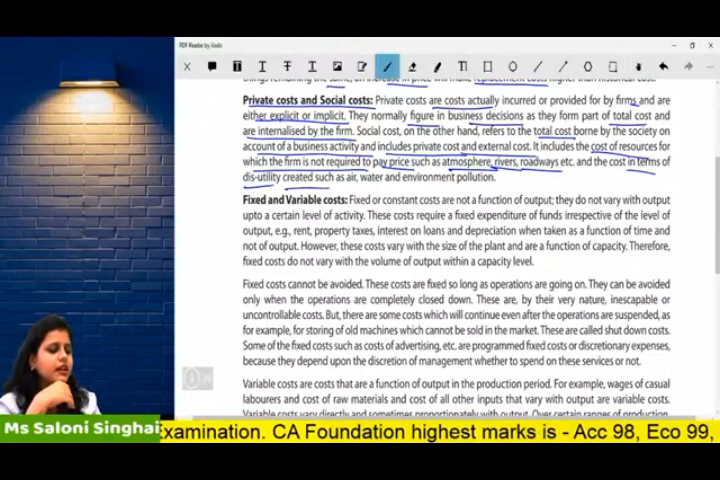 PDF Reader by Xodo
things remaining the same, an increase in price will make replacement costs higher than historical cost.
Private costs and Social costs: Private costs are costs actually incurred or provided for by firms and are
either explicit or implicit. They normally figure in business decisions as they form part of total cost and
are internalised by the firm. Social cost, on the other hand, refers to the total cost borne by the society on
account of a business activity and includes private cost and external cost. It includes the cost of resources for
which the firm is not required to pay price such as atmosphere, rivers, roadways etc. and the cost in terms of
dis-utility created such as air, water and environment pollution.
Fixed and Variable costs: Fixed or constant costs are not a function of output; they do not vary with output
upto a certain level of activity. These costs require a fixed expenditure of funds irrespective of the level of
output, e.g., rent, property taxes, interest on loans and depreciation when taken as a function of time and
not of output. However, these costs vary with the size of the plant and are a function of capacity. Therefore,
fixed costs do not vary with the volume of output within a capacity level.
Fixed costs cannot be avoided. These costs are fixed so long as operations are going on. They can be avoided
only when the operations are completely closed down. These are, by their very nature, inescapable or
uncontrollable costs. But, there are some costs which will continue even after the operations are suspended, as
for example, for storing of old machines which cannot be sold in the market. These are called shut down costs.
Some of the fixed costs such as costs of advertising, etc. are programmed fixed costs or discretionary expenses,
because they depend upon the discretion of management whether to spend on these services or not.
Variable costs are costs that are a function of output in the production period. For example, wages of casual
labourers and cost of raw materials and cost of all other inputs that vary with output are variable costs.
Variable costs vary directly and sometimes proportionately with output. Over certain ranges of production,
Ms Saloni Singhai
Examination. CA Foundation highest marks is - Acc 98, Eco 99,